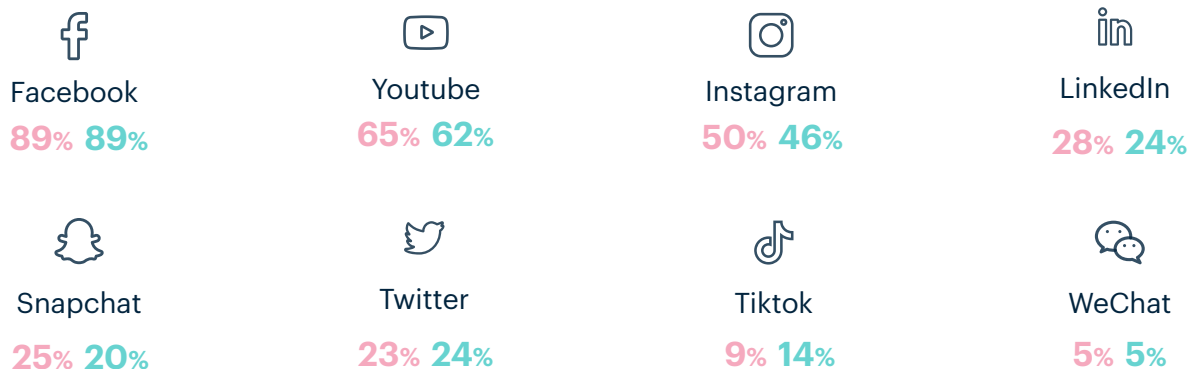 Facebook
89% 89%
Youtube
65% 62%
Instagram
50% 46%
LinkedIn
28% 24%
Snapchat
25% 20%
Twitter
23% 24%
Tiktok
9% 14%
WeChat
5% 5%